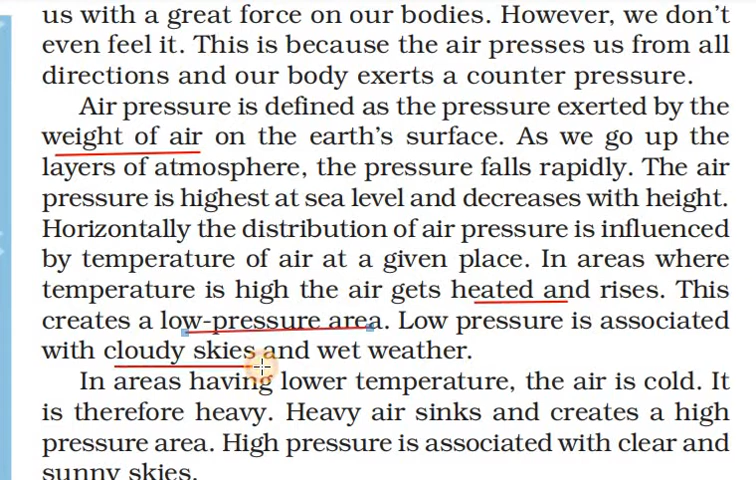 us with a great force on our bodies. However, we don't
even feel it. This is because the air presses us from all
directions and our body exerts a counter pressure.
Air pressure is defined as the pressure exerted by the
weight of air on the earth's surface. As we go up the
layers of atmosphere, the pressure falls rapidly. The air
pressure is highest at sea level and decreases with height.
Horizontally the distribution of air pressure is influenced
by temperature of air at a given place. In areas where
temperature is high the air gets heated and rises. This
creates a low-pressure area. Low pressure is associated
with cloudy skies and wet weather.
In areas having lower temperature, the air is cold. It
is therefore heavy. Heavy air sinks and creates a high
pressure area. High pressure is associated with clear and
sunny skies.